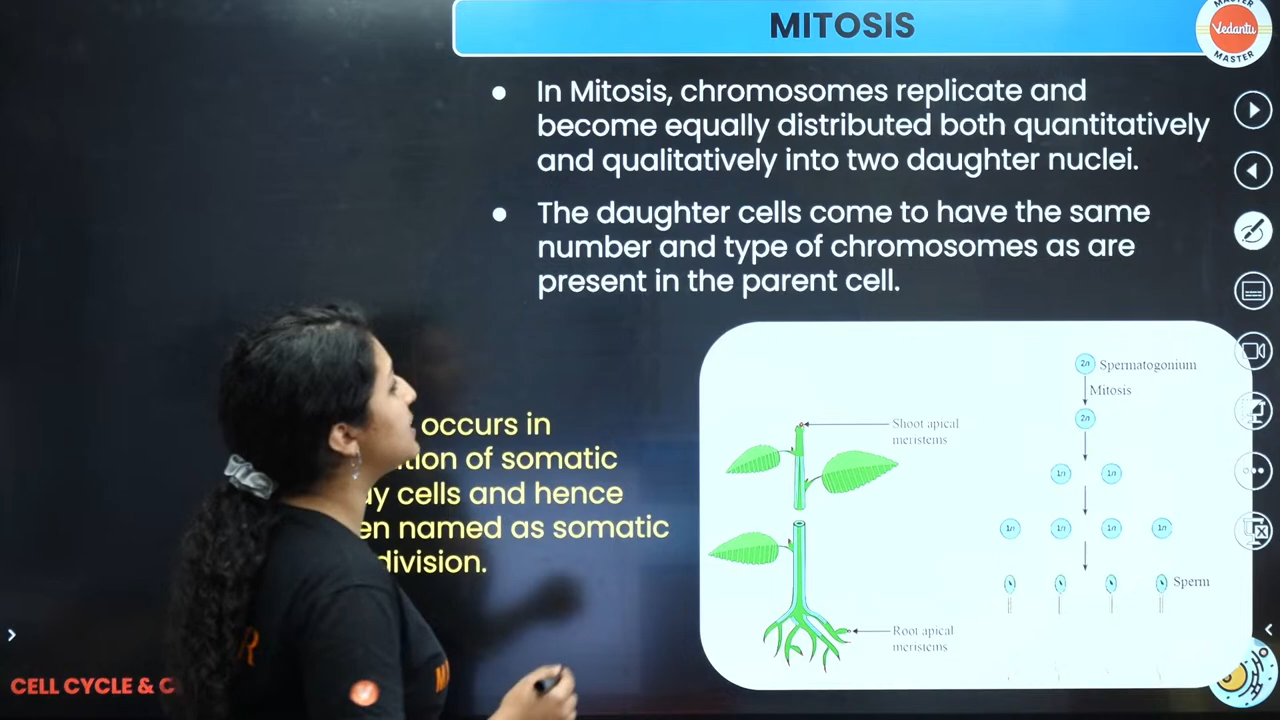 MITOSIS
MASTER
Vedantu
MASTER
In Mitosis, chromosomes replicate and
become equally distributed both quantitatively
and qualitatively into two daughter nuclei.
The daughter cells come to have the same
number and type of chromosomes as are
present in the parent cell.
occurs in
of somatic
cells and hence
named as somatic
division.
Shoot apical
meristems
Root apical
meristems
2n Spermatogonium
Mitosis
2n
1n 1n
1n 1n 1n 1n
Sperm
CELL CYCLE & C